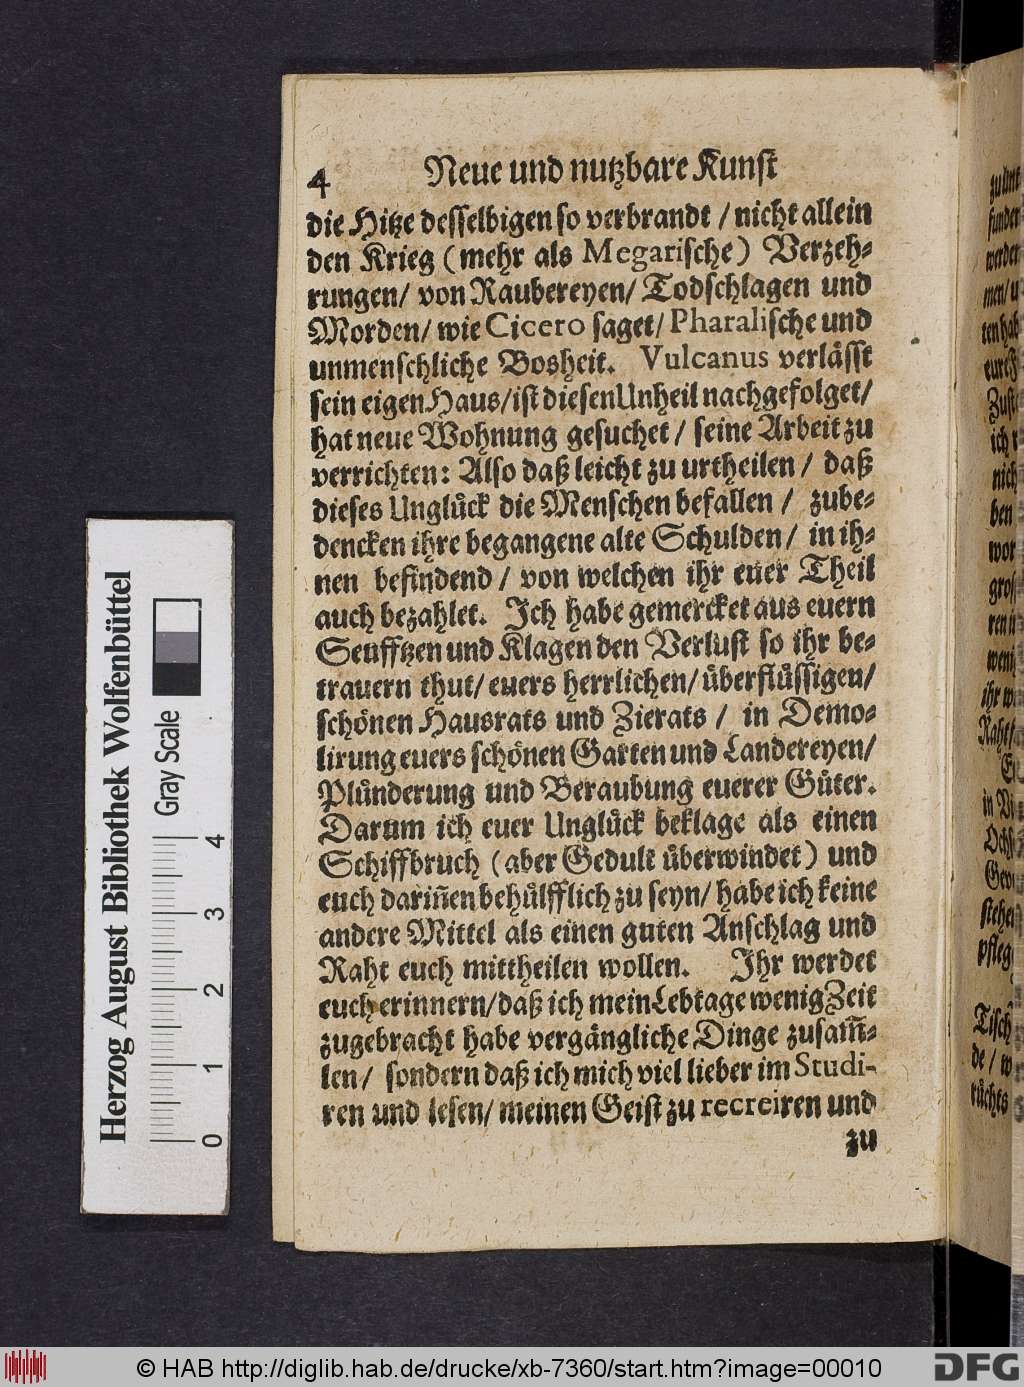 4 Neue und nutzbare Kunst
die Hitze desselbigen so verbrandt / nicht allein
den Krieg (mehr als Megarische) Verzeh-
rungen/ von Raubereyen/ Todschlagen und
Morden/ wie Cicero saget/ Pharalische und
unmenschliche Bosheit. Vulcanus verlässt
sein eigen Haus/ ist diesen Unheil nachgefolget/
hat neue Wohnung gesuchet / seine Arbeit zu
verrichten: Also daß leicht zu urtheilen / daß
dieses Unglück die Menschen befallen / zube-
dencken ihre begangene alte Schulden / in ih-
nen befindend / von welchen ihr euer Theil
auch bezahlet. Ich habe gemercket aus euern
Seufftzen und Klagen den Verlust so ihr be-
trauern thut/ euers herrlichen/ überflüssigen/
schönen Hausrats und Zierats / in Demo-
lirung euers schönen Garten und Landereyen/
Plünderung und Beraubung euerer Güter.
Darum ich euer Unglück beklage als einen
Schiffbruch (aber Gedult überwindet) und
euch dariñen behülfflich zu seyn/ habe ich keine
andere Mittel als einen guten Anschlag und
Raht euch mittheilen wollen. Ihr werdet
euch erinnern/ daß ich mein Lebtage wenig Zeit
zugebracht habe vergängliche Dinge zusam̃-
len/ sondern daß ich mich viel lieber im Studi-
ren und lesen/ meinen Geist zu recreiren und
zu
Herzog August Bibliothek Wolfenbüttel
Gray Scale
0 1 2 3 4
© HAB http://diglib.hab.de/drucke/xb-7360/start.htm?image=00010
DFG